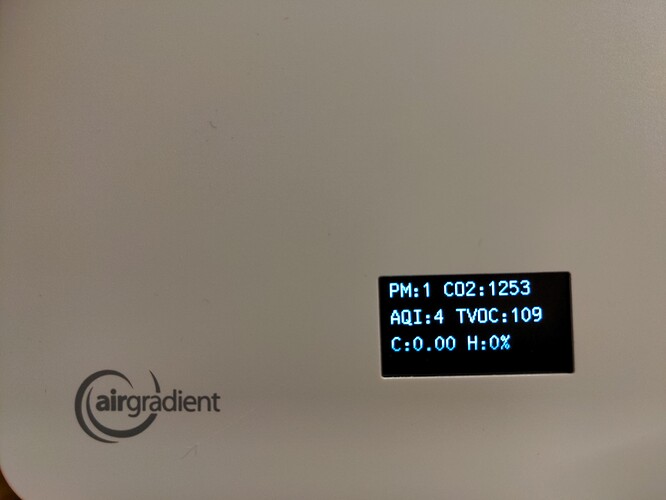 PM:1 CO2:1253
AQI:4 TVOC:109
C:0.00 H:0%
airgradient